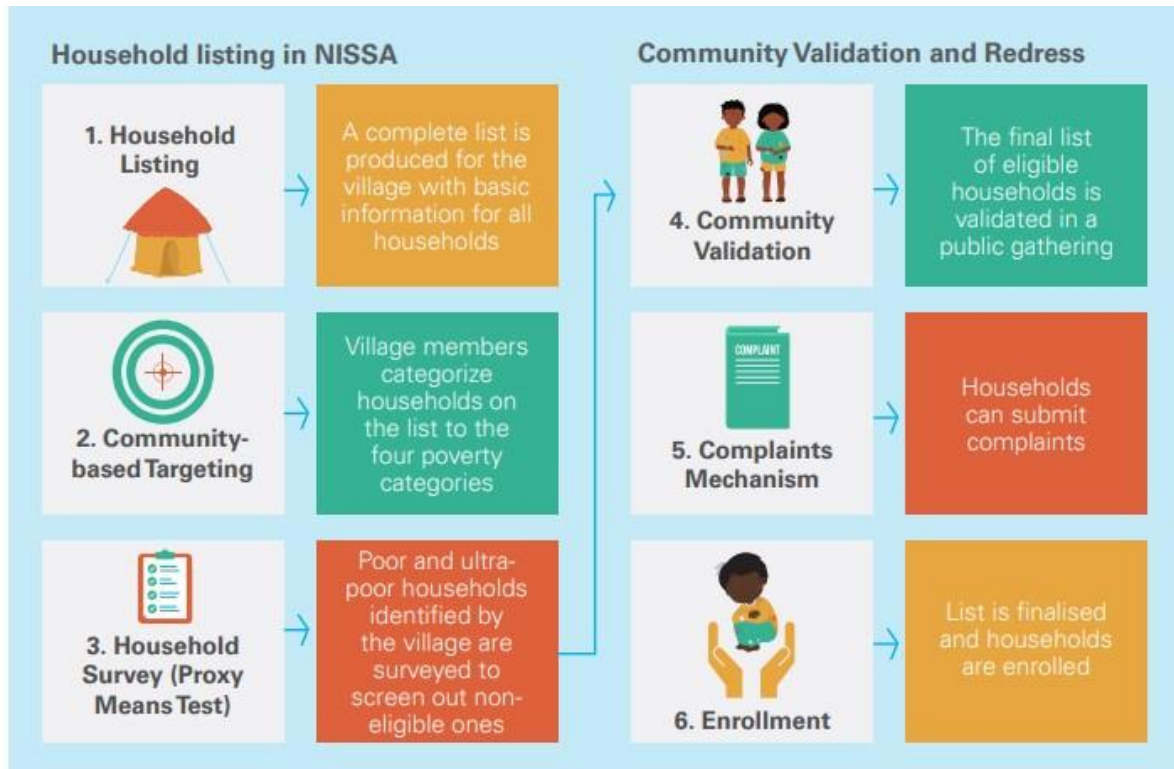 Household listing in NISSA
1. Household
Listing
A complete list is
produced for the
village with basic
information for all
households
2. Community-
based Targeting
Village members
categorize
households on
the list to the
four poverty
categories
3. Household
Survey (Proxy
Means Test)
Poor and ultra-
poor households
identified by
the village are
surveyed to
screen out non-
eligible ones
Community Validation and Redress
4. Community
Validation
The final list
of eligible
households is
validated in a
public gathering
COMPLAINT
5. Complaints
Mechanism
Households
can submit
complaints
6. Enrollment
List is finalised
and households
are enrolled